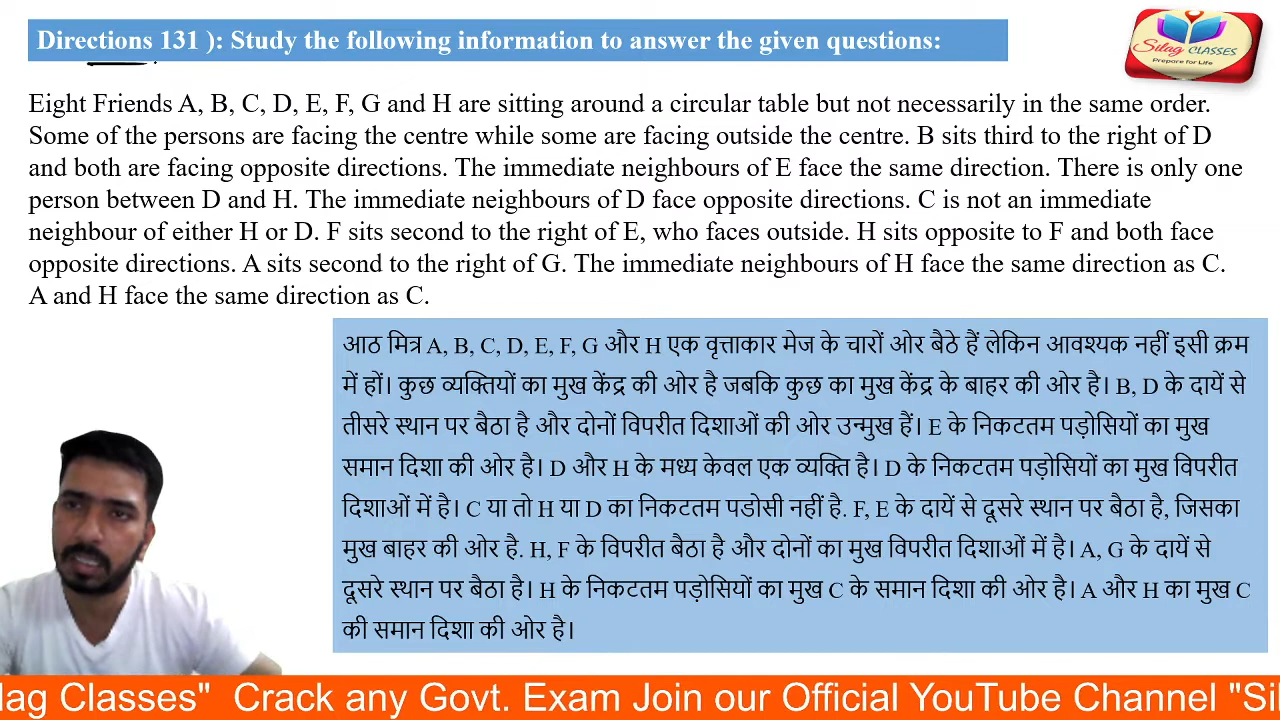 Directions 131 ): Study the following information to answer the given questions:
Silag CLASSES
Prepare for Life
Eight Friends A, B, C, D, E, F, G and H are sitting around a circular table but not necessarily in the same order.
Some of the persons are facing the centre while some are facing outside the centre. B sits third to the right of D
and both are facing opposite directions. The immediate neighbours of E face the same direction. There is only one
person between D and H. The immediate neighbours of D face opposite directions. C is not an immediate
neighbour of either H or D. F sits second to the right of E, who faces outside. H sits opposite to F and both face
opposite directions. A sits second to the right of G. The immediate neighbours of H face the same direction as C.
A and H face the same direction as C.
आठ मित्र A, B, C, D, E, F, G और H एक वृत्ताकार मेज के चारों ओर बैठे हैं लेकिन आवश्यक नहीं इसी क्रम
में हों। कुछ व्यक्तियों का मुख केंद्र की ओर है जबकि कुछ का मुख केंद्र के बाहर की ओर है। B, D के दायें से
तीसरे स्थान पर बैठा है और दोनों विपरीत दिशाओं की ओर उन्मुख हैं। E के निकटतम पड़ोसियों का मुख
समान दिशा की ओर है। D और H के मध्य केवल एक व्यक्ति है। D के निकटतम पड़ोसियों का मुख विपरीत
दिशाओं में है। C या तो H या D का निकटतम पडोसी नहीं है. F, E के दायें से दूसरे स्थान पर बैठा है, जिसका
मुख बाहर की ओर है. H, F के विपरीत बैठा है और दोनों का मुख विपरीत दिशाओं में है। A, G के दायें से
दूसरे स्थान पर बैठा है। H के निकटतम पड़ोसियों का मुख C के समान दिशा की ओर है। A और H का मुख C
की समान दिशा की ओर है।
lag Classes" Crack any Govt. Exam Join our Official YouTube Channel "Sil